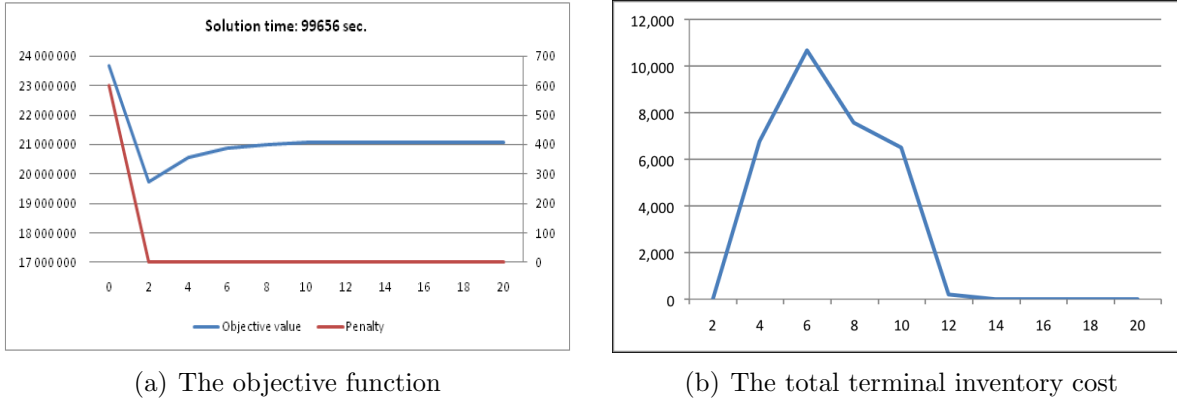 Solution time: 99656 sec.
24 000 000
23 000 000
22 000 000
21 000 000
20 000 000
19 000 000
18 000 000
17 000 000
700
600
500
400
300
200
100
0
0 2 4 6 8 10 12 14 16 18 20
Objective value Penalty
(a) The objective function
12,000
10,000
8,000
6,000
4,000
2,000
0
2 4 6 8 10 12 14 16 18 20
(b) The total terminal inventory cost